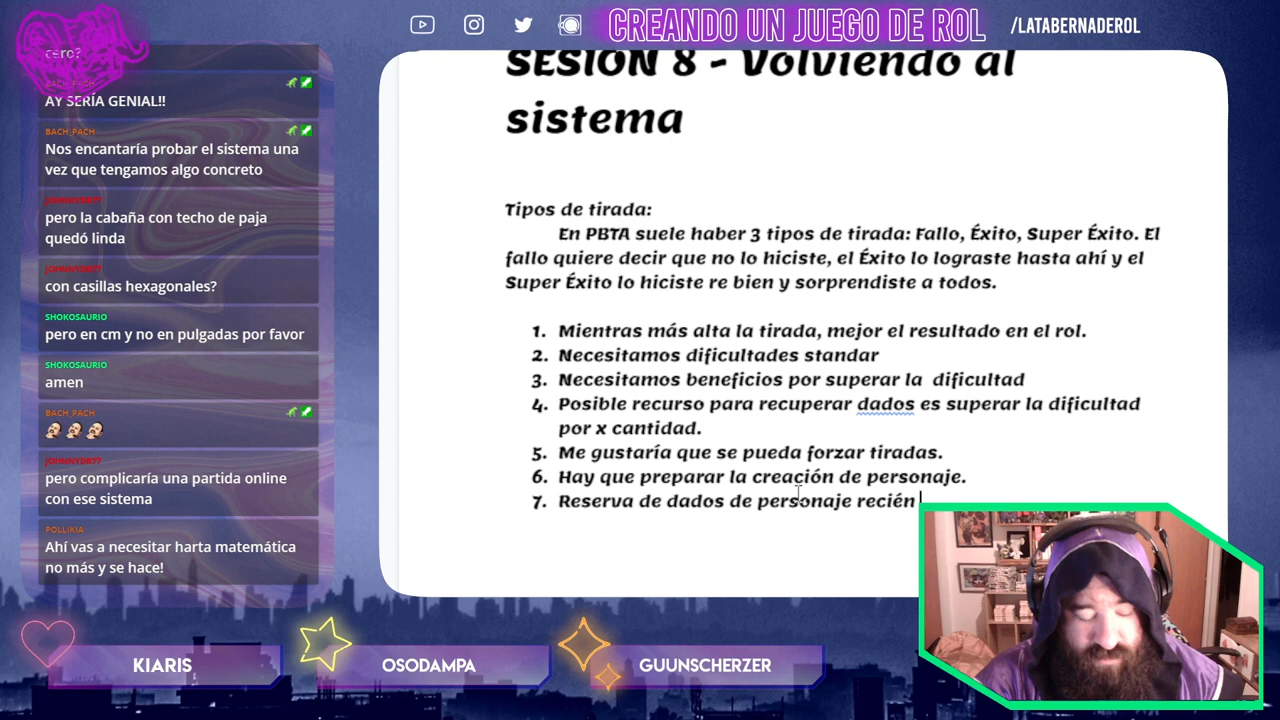 CREANDO UN JUEGO DE ROL
/LATABERNADEROL
cero?
BACH_PACH
AY SERÍA GENIAL!!
BACH_PACH
Nos encantaría probar el sistema una
vez que tengamos algo concreto
pero la cabaña con techo de paja
quedó linda
con casillas hexagonales?
SHOKOSAURIO
pero en cm y no en pulgadas por favor
SHOKOSAURIO
amen
BACH_PACH
pero complicaría una partida online
con ese sistema
POLLIKIA
Ahí vas a necesitar harta matemática
no más y se hace!
SESION 8 - Volviendo al
sistema
Tipos de tirada:
En PBTA suele haber 3 tipos de tirada: Fallo, Éxito, Super Éxito. El
fallo quiere decir que no lo hiciste, el Éxito lo lograste hasta ahí y el
Super Éxito lo hiciste re bien y sorprendiste a todos.
1. Mientras más alta la tirada, mejor el resultado en el rol.
2. Necesitamos dificultades standar
3. Necesitamos beneficios por superar la dificultad
4. Posible recurso para recuperar dados es superar la dificultad
por x cantidad.
5. Me gustaría que se pueda forzar tiradas.
6. Hay que preparar la creación de personaje.
7. Reserva de dados de personaje recién
KIARIS
OSODAMPA
GUUNSCHERZER